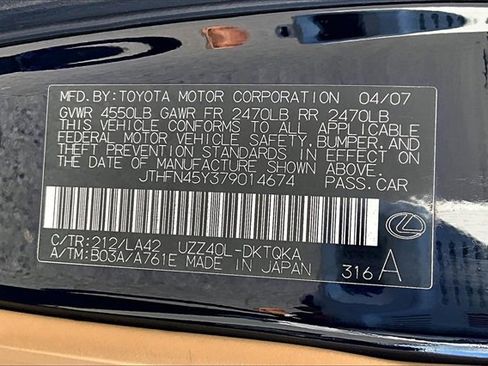 MFD.BY:TOYOTA MOTOR CORPORATION 04/07
GVWR 4550LB GAWR FR 2470LB RR 2470LB
THIS VEHICLE CONFORMS TO ALL APPLICABLE
FEDERAL MOTOR VEHICLE SAFETY, BUMPER, AND
THEFT PREVENTION STANDARDS IN EFFECT ON
THE DATE OF MANUFACTURE SHOWN ABOVE.
JTHFN45Y379014674 PASS.CAR
C/TR:212/LA42 UZZ40L-DKTQKA
A/TM:B03A/A761E MADE IN JAPAN 316A